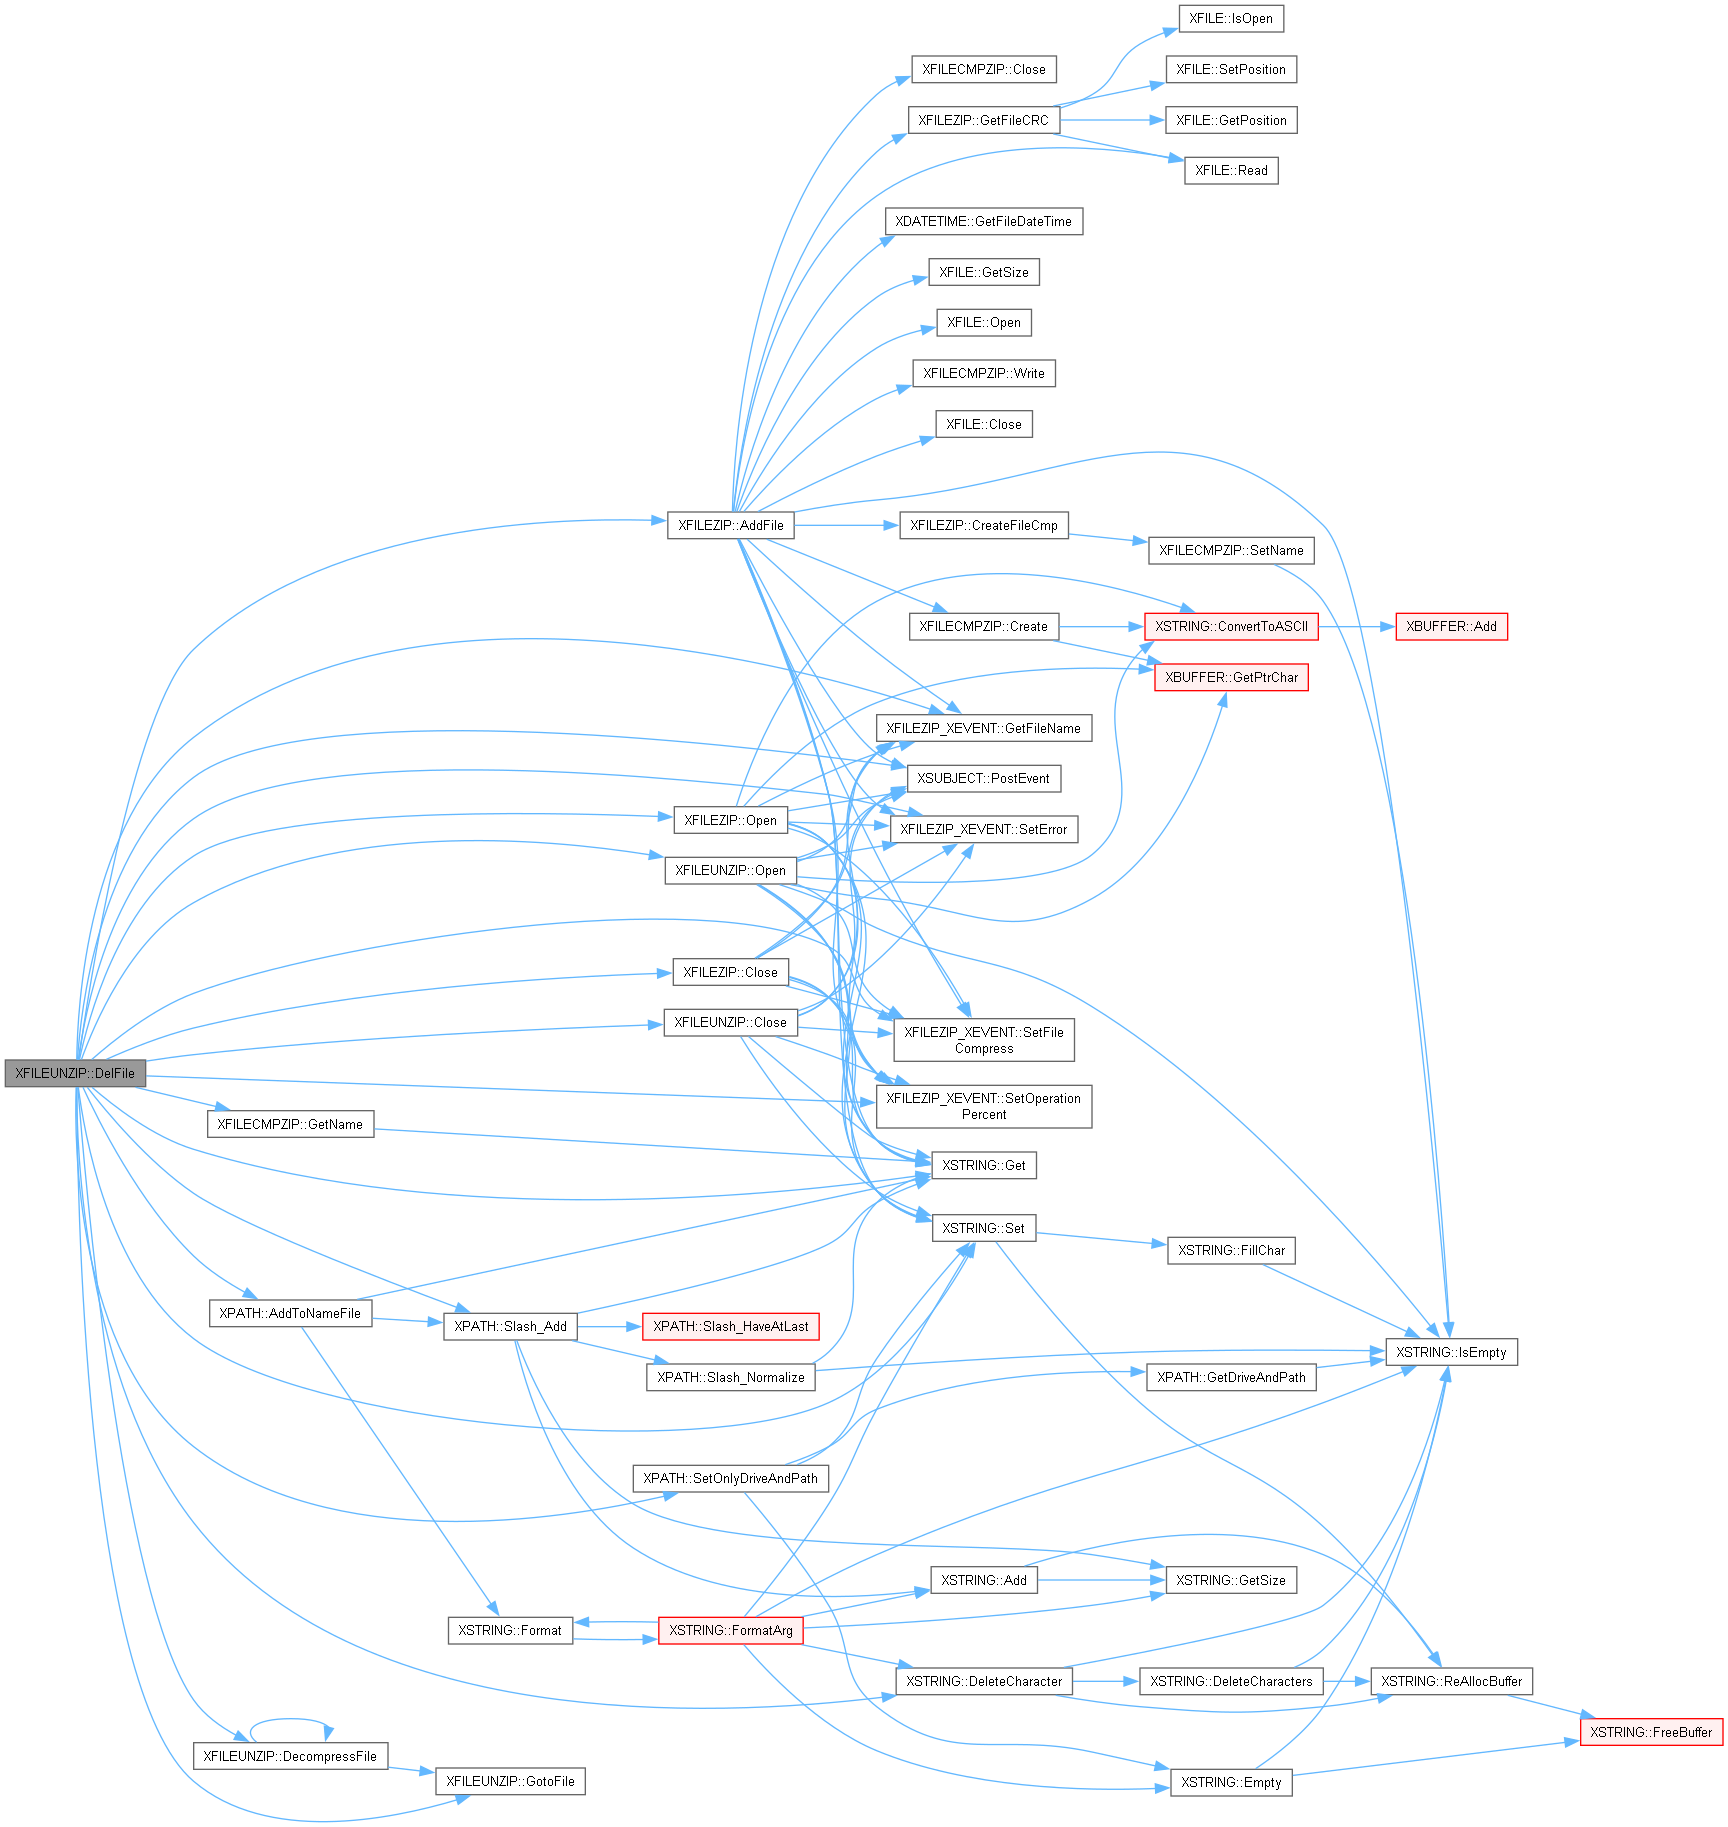 XFILE::IsOpen
XFILECMPZIP::Close
XFILE::SetPosition
XFILEZIP::GetFileCRC
XFILE::GetPosition
XFILE::Read
XDATETIME::GetFileDateTime
XFILE::GetSize
XFILE::Open
XFILECMPZIP::Write
XFILE::Close
XFILEZIP::AddFile
XFILEZIP::CreateFileCmp
XFILECMPZIP::SetName
XFILECMPZIP::Create
XSTRING::ConvertToASCII
XBUFFER::Add
XBUFFER::GetPtrChar
XFILEZIP_XEVENT::GetFileName
XSUBJECT::PostEvent
XFILEZIP::Open
XFILEZIP_XEVENT::SetError
XFILEUNZIP::Open
XFILEZIP::Close
XFILEUNZIP::Close
XFILEZIP_XEVENT::SetFile
Compress
XFILEUNZIP::DelFile
XFILEZIP_XEVENT::SetOperation
Percent
XFILECMPZIP::GetName
XSTRING::Get
XSTRING::Set
XSTRING::FillChar
XPATH::AddToNameFile
XPATH::Slash_Add
XPATH::Slash_HaveAtLast
XSTRING::IsEmpty
XPATH::Slash_Normalize
XPATH::GetDriveAndPath
XPATH::SetOnlyDriveAndPath
XSTRING::Add
XSTRING::GetSize
XSTRING::Format
XSTRING::FormatArg
XSTRING::DeleteCharacter
XSTRING::DeleteCharacters
XSTRING::ReAllocBuffer
XSTRING::FreeBuffer
XFILEUNZIP::DecompressFile
XFILEUNZIP::GotoFile
XSTRING::Empty